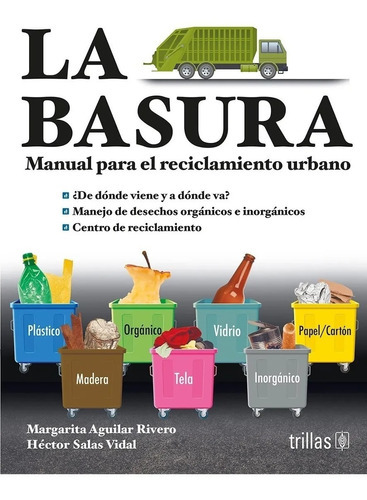 LA
BASURA
Manual para el reciclamiento urbano
¿De dónde viene y a dónde va?
Manejo de desechos orgánicos e inorgánicos
Centro de reciclamiento
Plástico
Orgánico
Vidrio
Papel/Cartón
Madera
Tela
Inorgánico
Margarita Aguilar Rivero
Héctor Salas Vidal
trillas